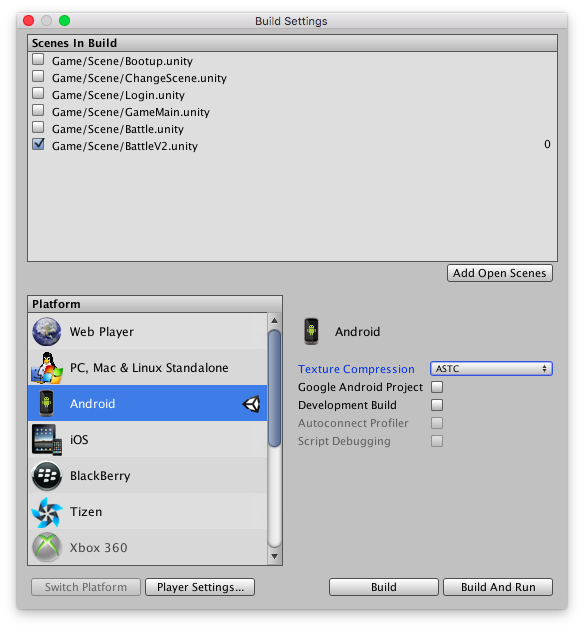 Build Settings
Scenes In Build
Game/Scene/Bootup.unity
Game/Scene/ChangeScene.unity
Game/Scene/Login.unity
Game/Scene/GameMain.unity
Game/Scene/Battle.unity
Game/Scene/BattleV2.unity 0
Add Open Scenes
Platform
Web Player
PC, Mac & Linux Standalone
Android
iOS
BlackBerry
Tizen
Xbox 360
Android
Texture Compression ASTC
Google Android Project
Development Build
Autoconnect Profiler
Script Debugging
Switch Platform Player Settings... Build Build And Run